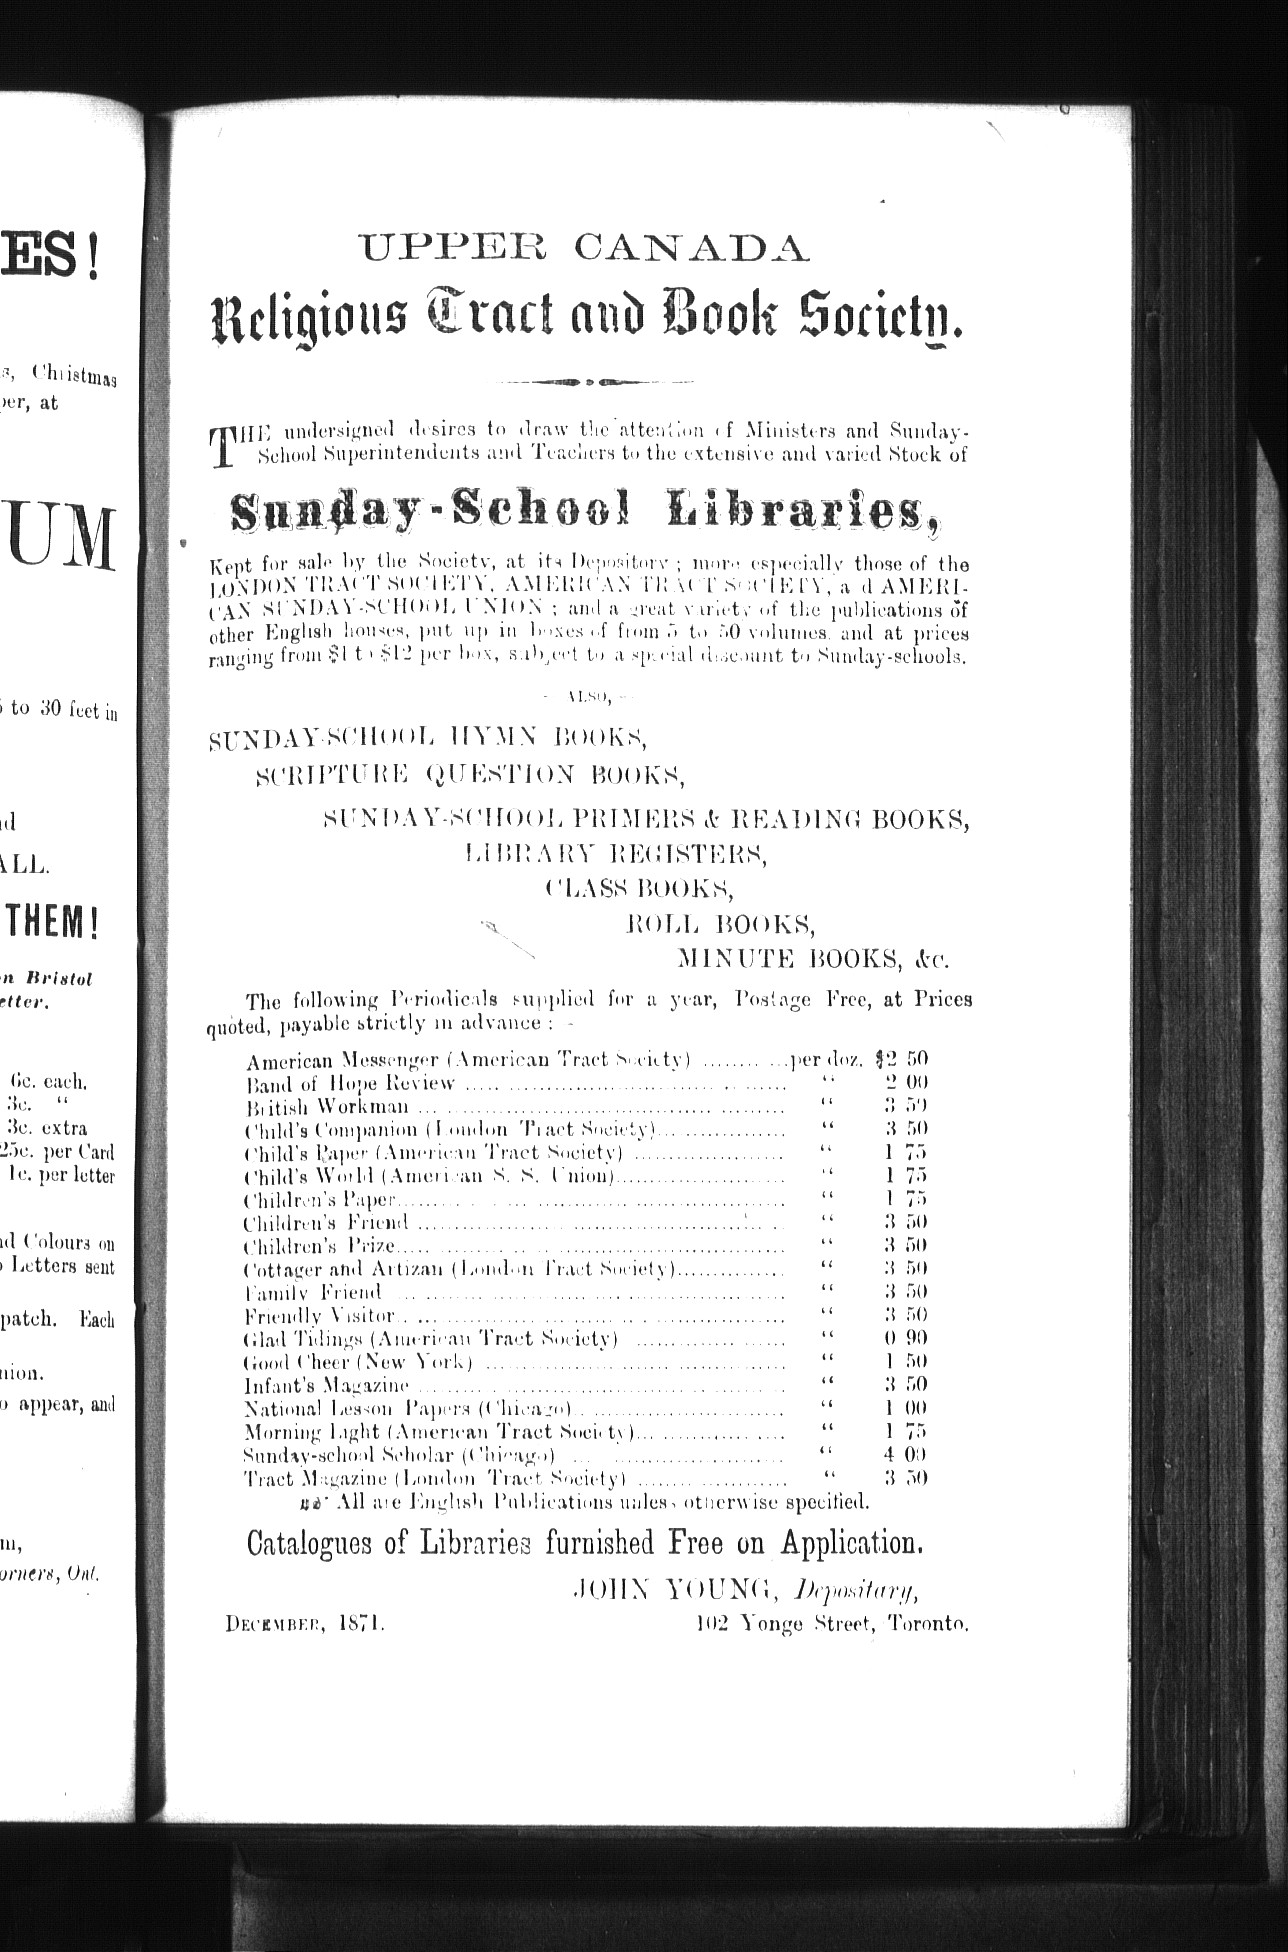 ES!
s, Christmas
per, at
UM
to 30 feet in
ALL.
THEM!
on Bristol
etter.
6c. each.
3c. "
3c. extra
25c. per Card
1c. per letter
nd Colours on
Letters sent
patch. Each
nion.
o appear, and
orners, Ont.
UPPER CANADA
Religious Tract and Book Society.
THE undersigned desires to draw the attention of Ministers and Sunday-
School Superintendents and Teachers to the extensive and varied Stock of
Sunday-School Libraries,
Kept for sale by the Society, at its Depository; more especially those of the
LONDON TRACT SOCIETY, AMERICAN TRACT SOCIETY, a d AMERI-
CAN SUNDAY-SCHOOL UNION; and a great variety of the publications of
other English houses, put up in boxes of from 5 to 50 volumes, and at prices
ranging from $1 to $12 per box, subject to a special discount to Sunday-schools.
- ALSO, -
SUNDAY-SCHOOL HYMN BOOKS,
SCRIPTURE QUESTION BOOKS,
SUNDAY-SCHOOL PRIMERS & READING BOOKS,
LIBRARY REGISTERS,
CLASS BOOKS,
ROLL BOOKS,
MINUTE BOOKS, &c.
The following Periodicals supplied for a year, Postage Free, at Prices
quoted, payable strictly in advance: -
American Messenger (American Tract Society) ............ per doz. $2 50
Band of Hope Review ............ " 2 00
British Workman ............ " 3 50
Child's Companion (London Tract Society) ............ " 3 50
Child's Paper (American Tract Society) ............ " 1 75
Child's World (American S. S. Union) ............ " 1 75
Children's Paper ............ " 1 75
Children's Friend ............ " 3 50
Children's Prize ............ " 3 50
Cottager and Artizan (London Tract Society) ............ " 3 50
Family Friend ............ " 3 50
Friendly Visitor ............ " 3 50
Glad Tidings (American Tract Society) ............ " 0 90
Good Cheer (New York) ............ " 1 50
Infant's Magazine ............ " 3 50
National Lesson Papers (Chicago) ............ " 1 00
Morning Light (American Tract Society) ............ " 1 75
Sunday-school Scholar (Chicago) ............ " 4 00
Tract Magazine (London Tract Society) ............ " 3 50
All are English Publications unless otherwise specified.
Catalogues of Libraries furnished Free on Application.
JOHN YOUNG, Depositary,
DECEMBER, 1871. 102 Yonge Street, Toronto.